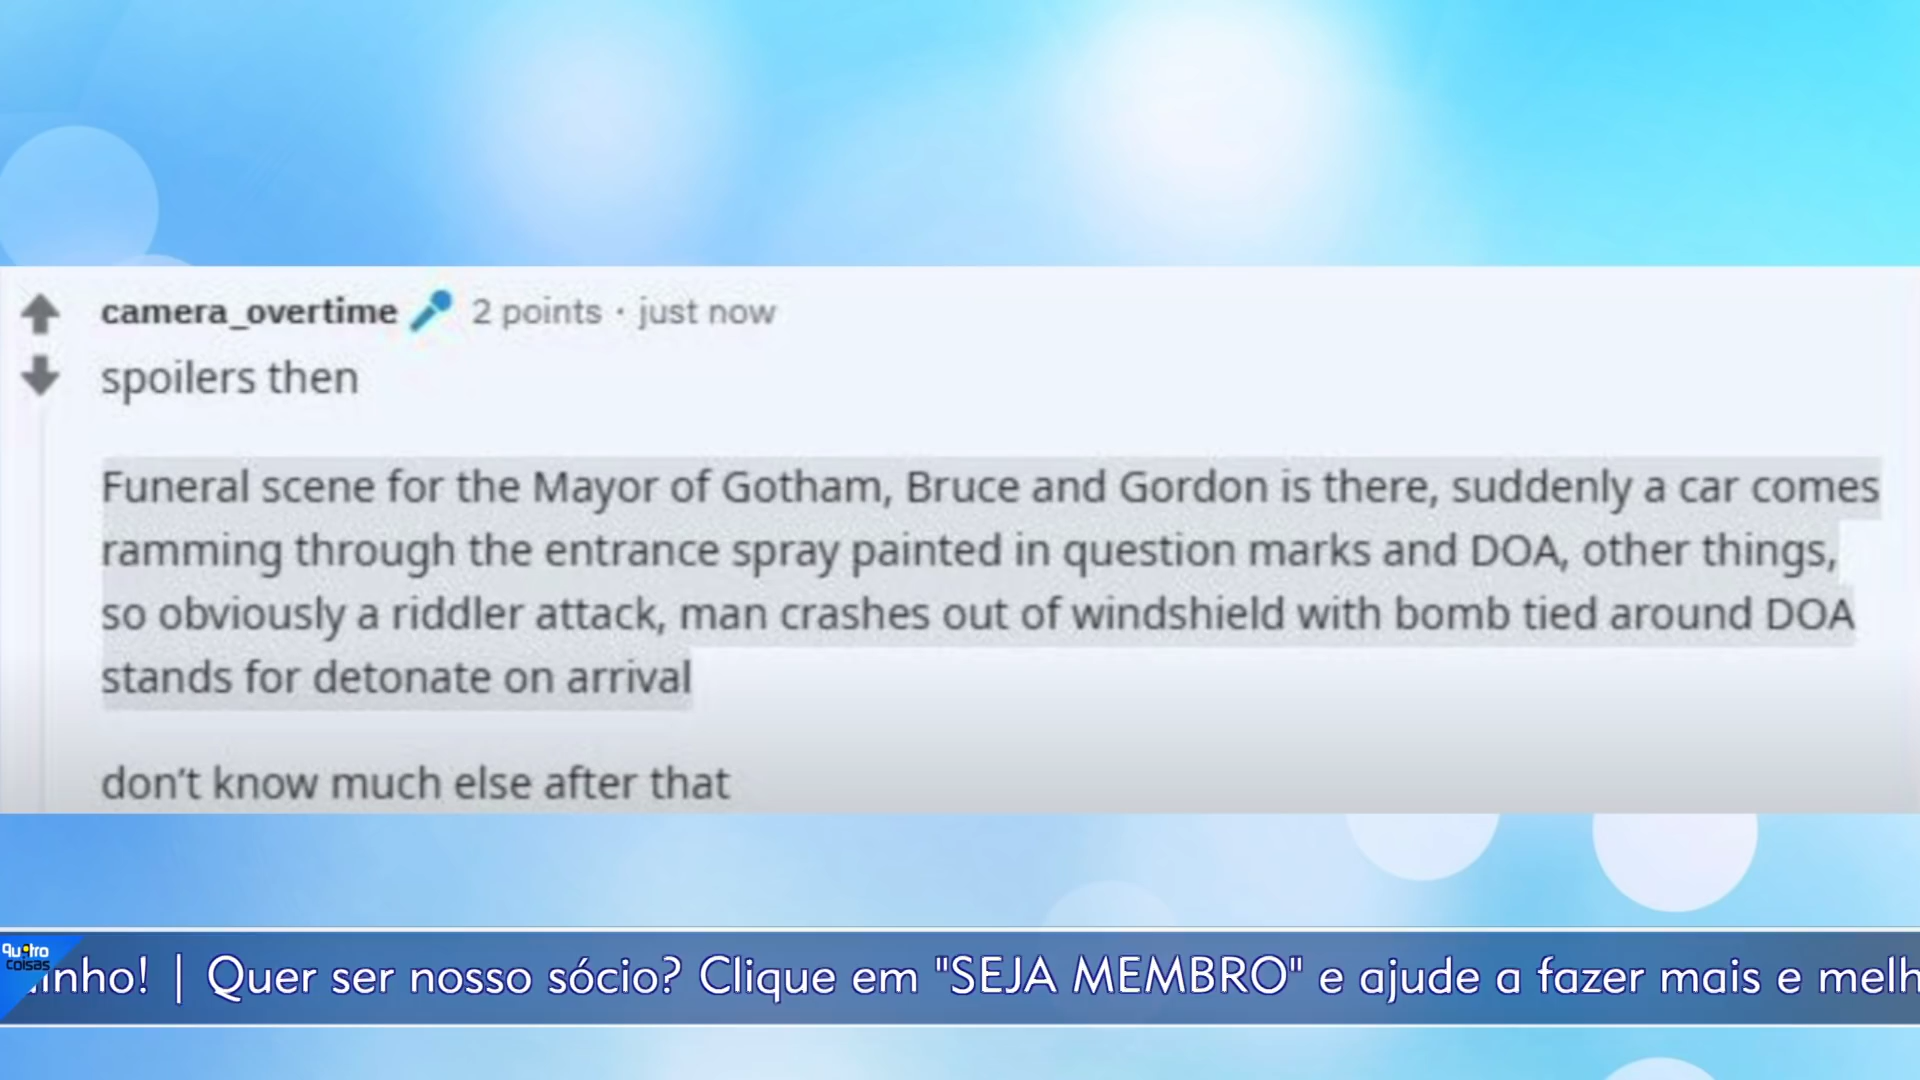 camera_overtime 2 points · just now
spoilers then
Funeral scene for the Mayor of Gotham, Bruce and Gordon is there, suddenly a car comes
ramming through the entrance spray painted in question marks and DOA, other things,
so obviously a riddler attack, man crashes out of windshield with bomb tied around DOA
stands for detonate on arrival
don't know much else after that
quatro
coisas
inho! | Quer ser nosso sócio? Clique em "SEJA MEMBRO" e ajude a fazer mais e melh